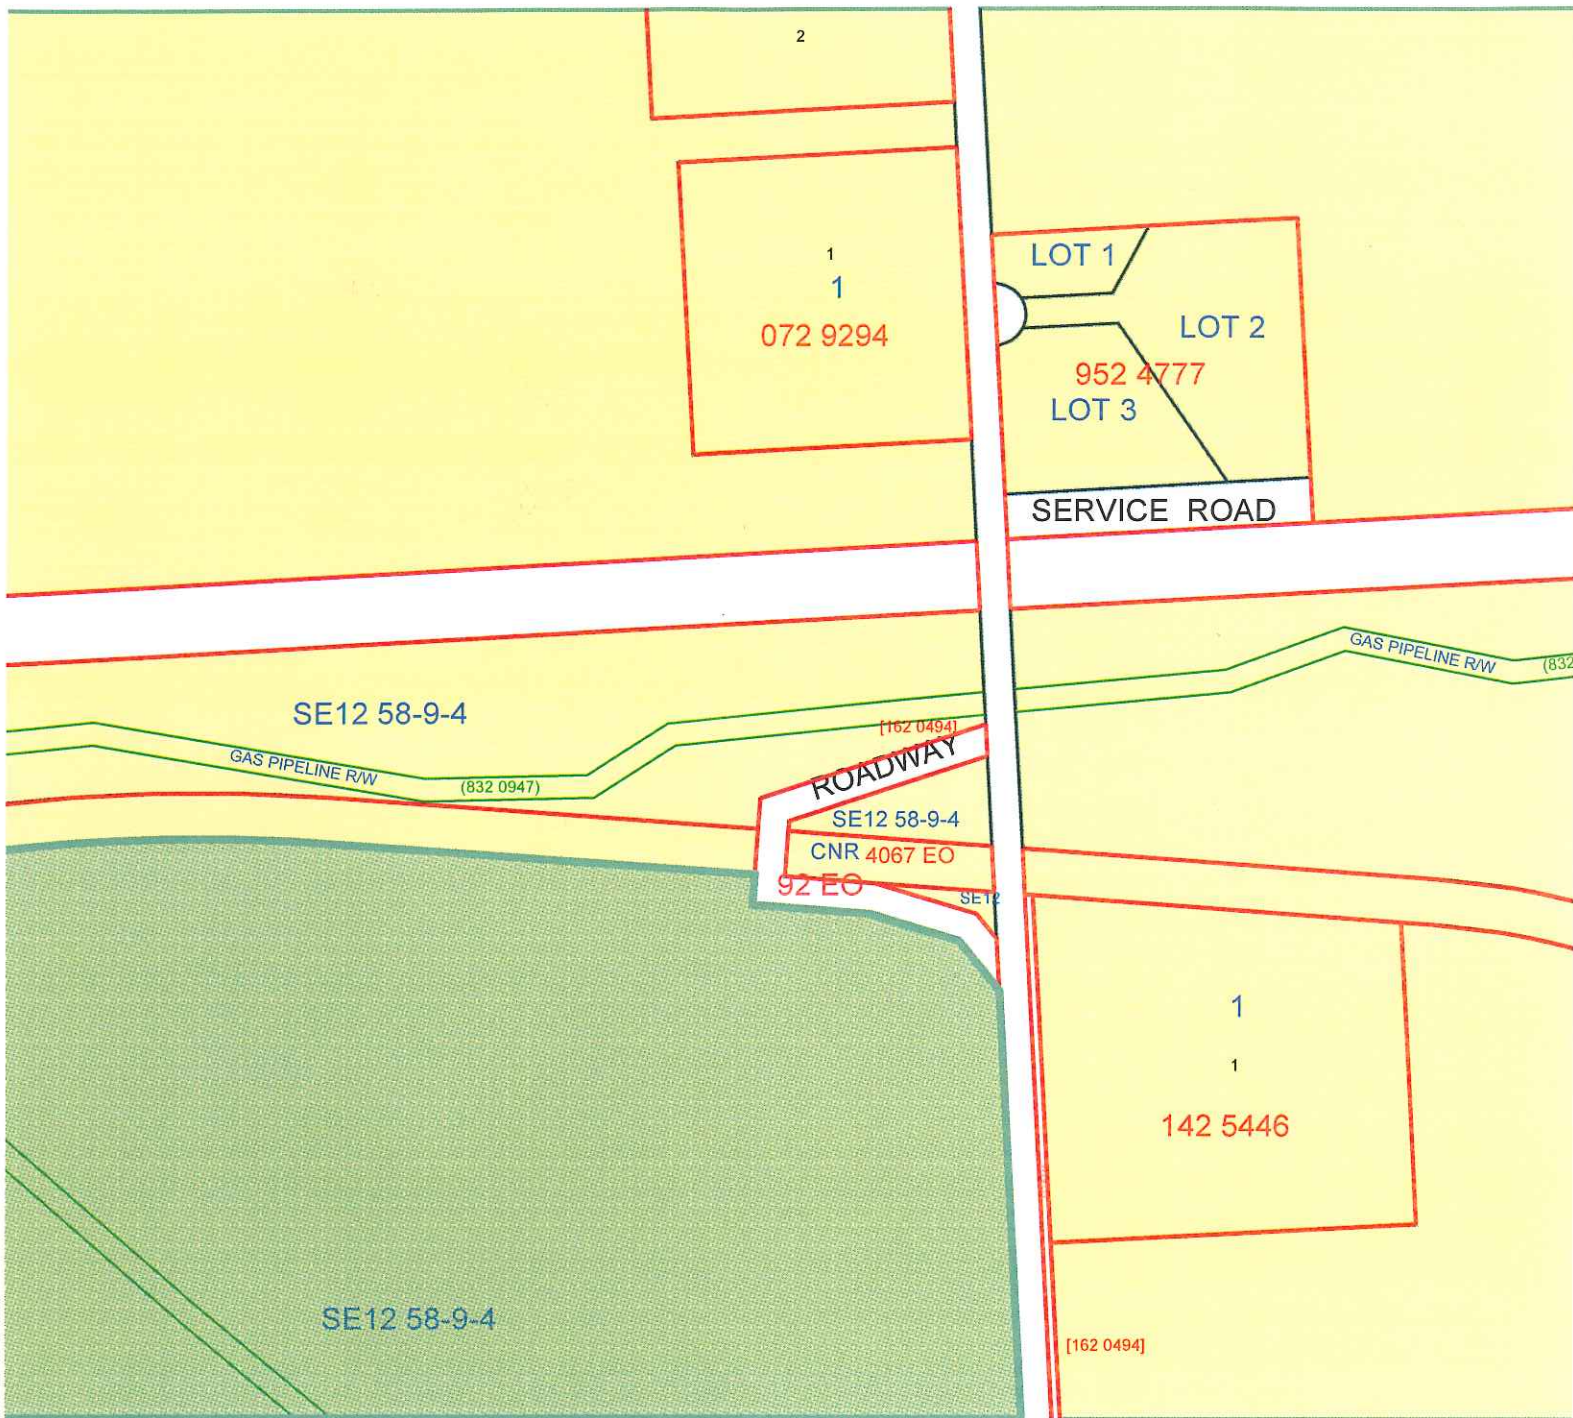 2
1
1
072 9294
LOT 1
LOT 2
952 4777
LOT 3
SERVICE ROAD
GAS PIPELINE R/W
(832
SE12 58-9-4
[162 0494]
ROADWAY
GAS PIPELINE R/W
(832 0947)
SE12 58-9-4
CNR 4067 EO
92 EO
SE12
1
1
142 5446
SE12 58-9-4
[162 0494]